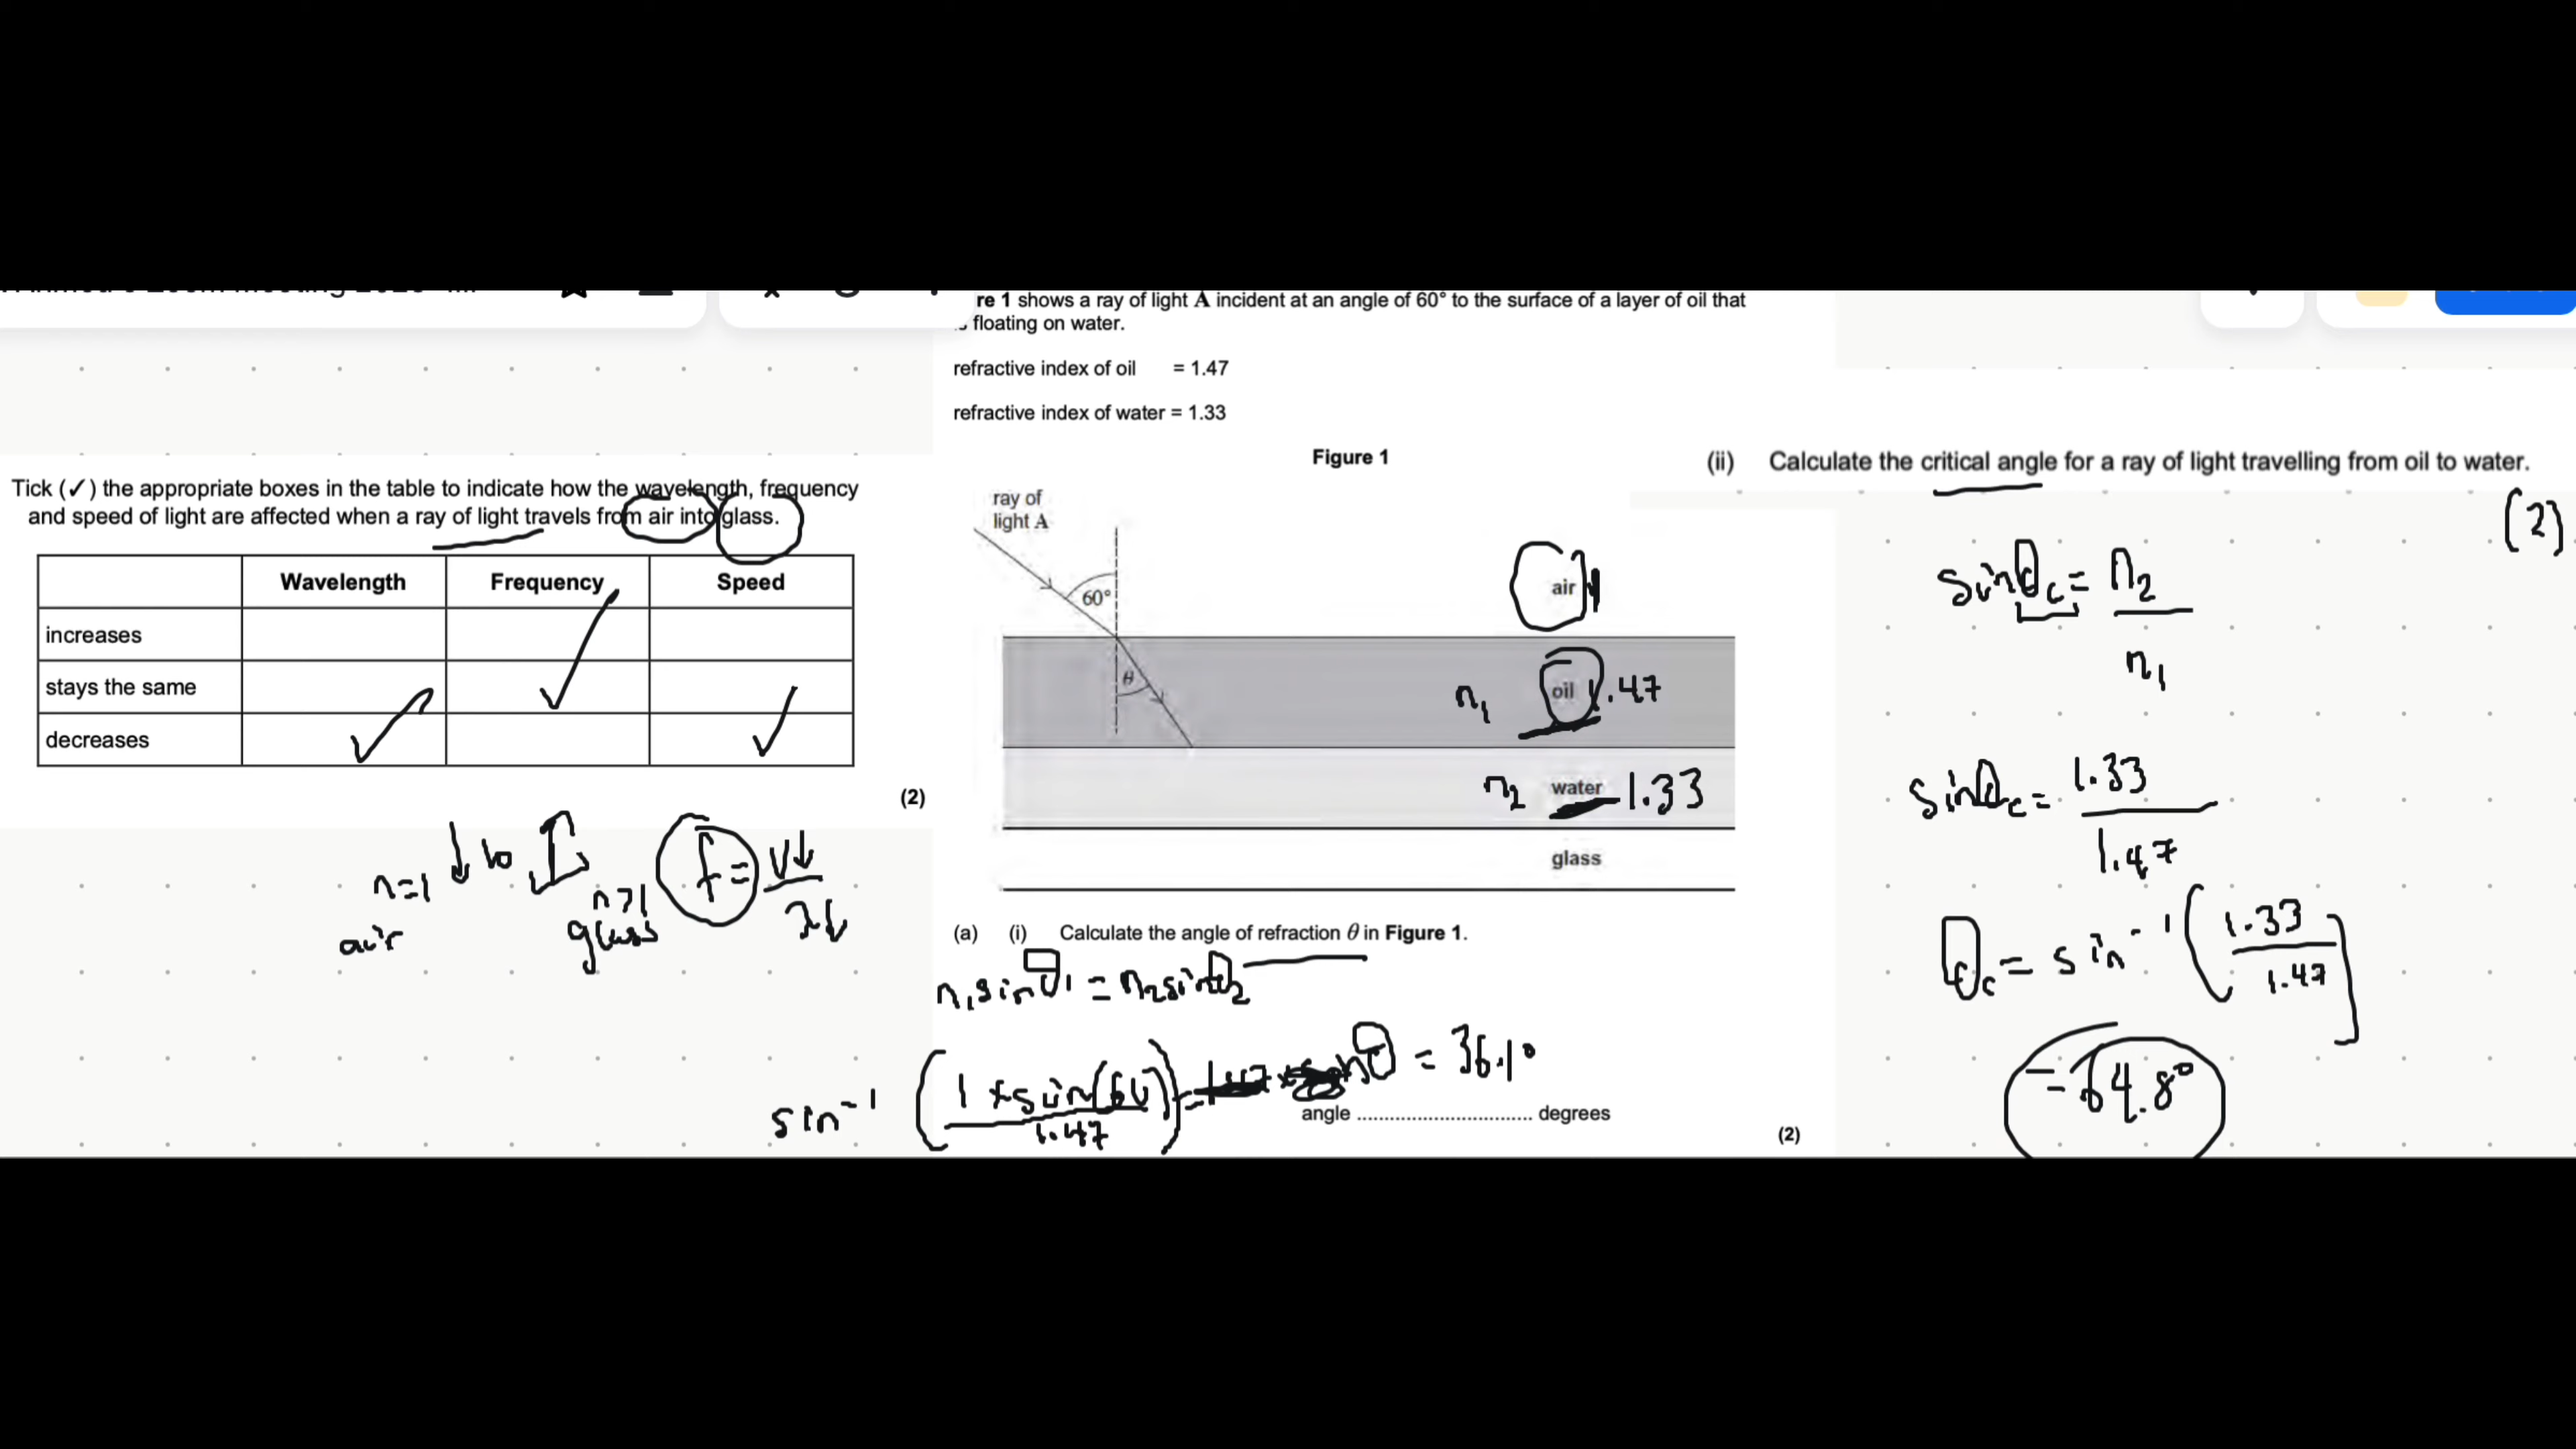 re 1 shows a ray of light A incident at an angle of 60° to the surface of a layer of oil that
floating on water.
refractive index of oil = 1.47
refractive index of water = 1.33
Figure 1
ray of
light A
60°
θ
air 1
n₁ oil 1.47
n₂ water 1.33
glass
(a) (i) Calculate the angle of refraction θ in Figure 1.
n₁sinθ₁ = n₂sinθ₂
sin⁻¹ (1 × sin(60) / 1.47) = θ = 36.1°
angle ................................ degrees
(2)
Tick (✓) the appropriate boxes in the table to indicate how the wavelength, frequency
and speed of light are affected when a ray of light travels from air into glass.
Wavelength Frequency Speed
increases
stays the same ✓
decreases ✓ ✓
(2)
n=1 ↓ to
air
n>1
glass
f = v↓
λ↓
(ii) Calculate the critical angle for a ray of light travelling from oil to water.
(2)
sinθc = n₂
n₁
sinθc = 1.33
1.47
θc = sin⁻¹ (1.33
1.47)
= 64.8°